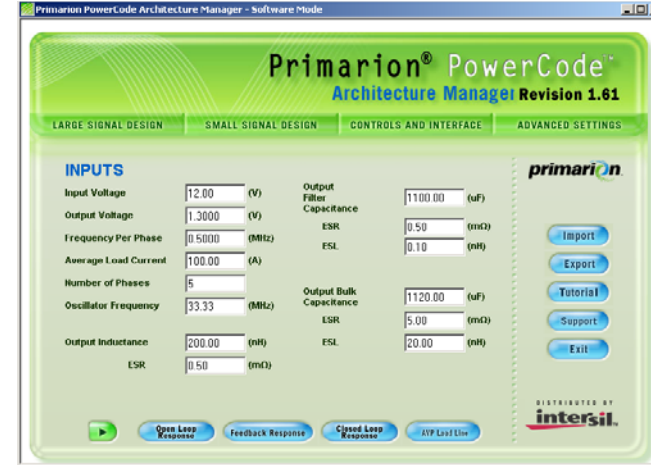 Primarion PowerCode Architecture Manager - Software Mode
Primarion® PowerCode™
Architecture Manager Revision 1.61
LARGE SIGNAL DESIGN SMALL SIGNAL DESIGN CONTROLS AND INTERFACE ADVANCED SETTINGS
INPUTS
Input Voltage 12.00 (V)
Output Voltage 1.3000 (V)
Frequency Per Phase 0.5000 (MHz)
Average Load Current 100.00 (A)
Number of Phases 5
Oscillator Frequency 33.33 (MHz)
Output Inductance 200.00 (nH)
ESR 0.50 (mΩ)
Output
Filter
Capacitance 1100.00 (uF)
ESR 0.50 (mΩ)
ESL 0.10 (nH)
Output Bulk
Capacitance 1120.00 (uF)
ESR 5.00 (mΩ)
ESL 20.00 (nH)
primarion.
Import
Export
Tutorial
Support
Exit
DISTRIBUTED BY
intersil.
Open Loop
Response
Feedback Response
Closed Loop
Response
AVP Load Line